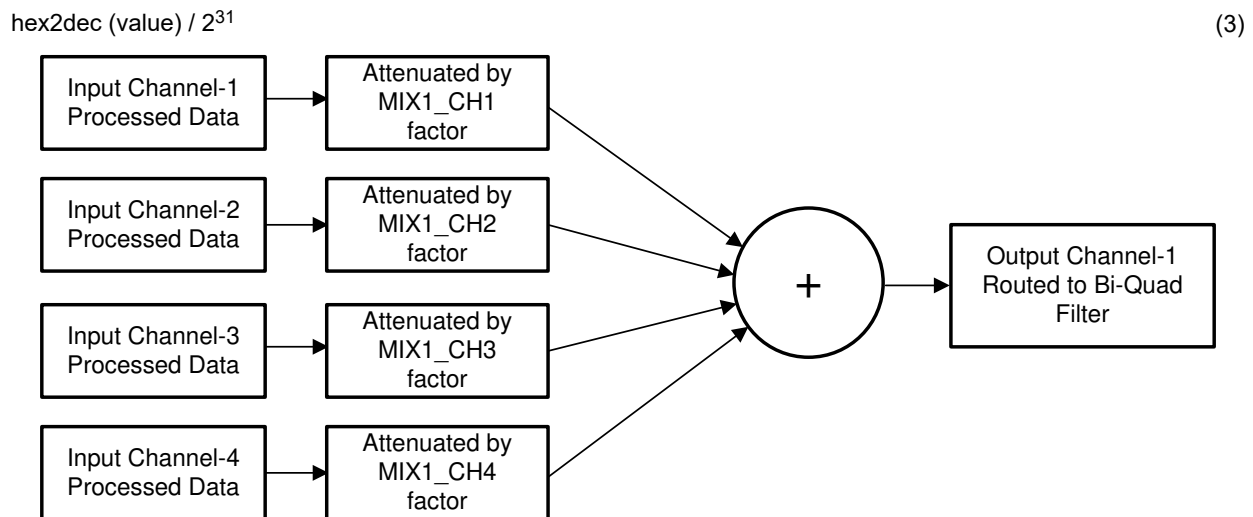 hex2dec (value) / 2³¹ (3)
Input Channel-1
Processed Data
Attenuated by
MIX1_CH1
factor
Input Channel-2
Processed Data
Attenuated by
MIX1_CH2
factor
Input Channel-3
Processed Data
Attenuated by
MIX1_CH3
factor
Input Channel-4
Processed Data
Attenuated by
MIX1_CH4
factor
+
Output Channel-1
Routed to Bi-Quad
Filter